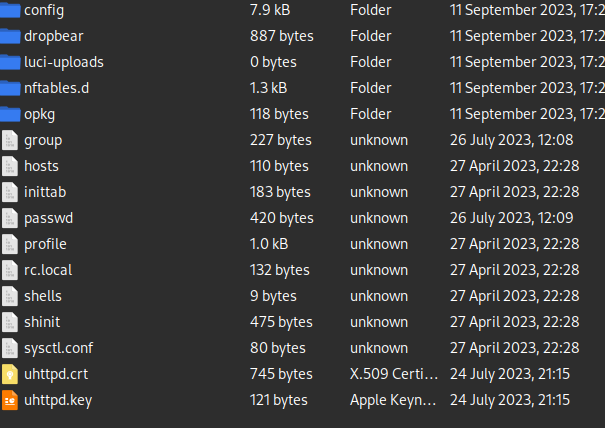 config 7.9 kB Folder 11 September 2023, 17:2
dropbear 887 bytes Folder 11 September 2023, 17:2
luci-uploads 0 bytes Folder 11 September 2023, 17:2
nftables.d 1.3 kB Folder 11 September 2023, 17:2
opkg 118 bytes Folder 11 September 2023, 17:2
group 227 bytes unknown 26 July 2023, 12:08
hosts 110 bytes unknown 27 April 2023, 22:28
inittab 183 bytes unknown 27 April 2023, 22:28
passwd 420 bytes unknown 26 July 2023, 12:09
profile 1.0 kB unknown 27 April 2023, 22:28
rc.local 132 bytes unknown 27 April 2023, 22:28
shells 9 bytes unknown 27 April 2023, 22:28
shinit 475 bytes unknown 27 April 2023, 22:28
sysctl.conf 80 bytes unknown 27 April 2023, 22:28
uhttpd.crt 745 bytes X.509 Certi... 24 July 2023, 21:15
uhttpd.key 121 bytes Apple Keyn... 24 July 2023, 21:15